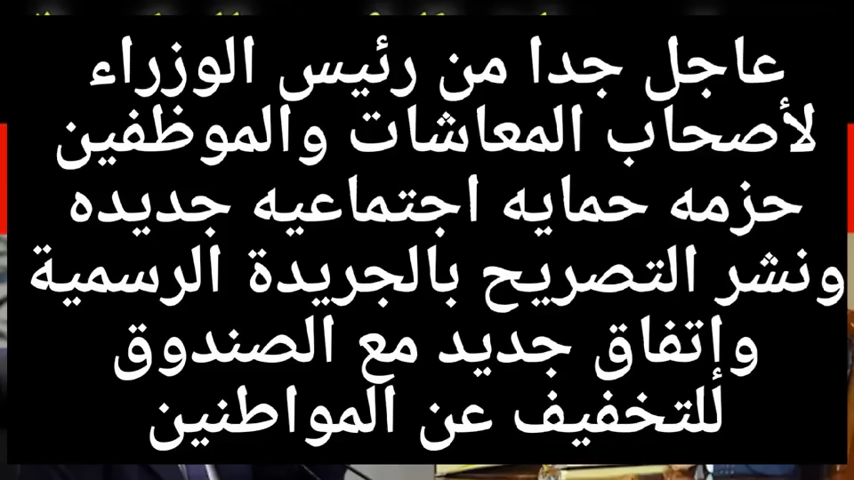 عاجل جدا من رئيس الوزراء
لأصحاب المعاشات والموظفين
حزمه حمايه اجتماعيه جديده
ونشر التصريح بالجريدة الرسمية
وإتفاق جديد مع الصندوق
للتخفيف عن المواطنين